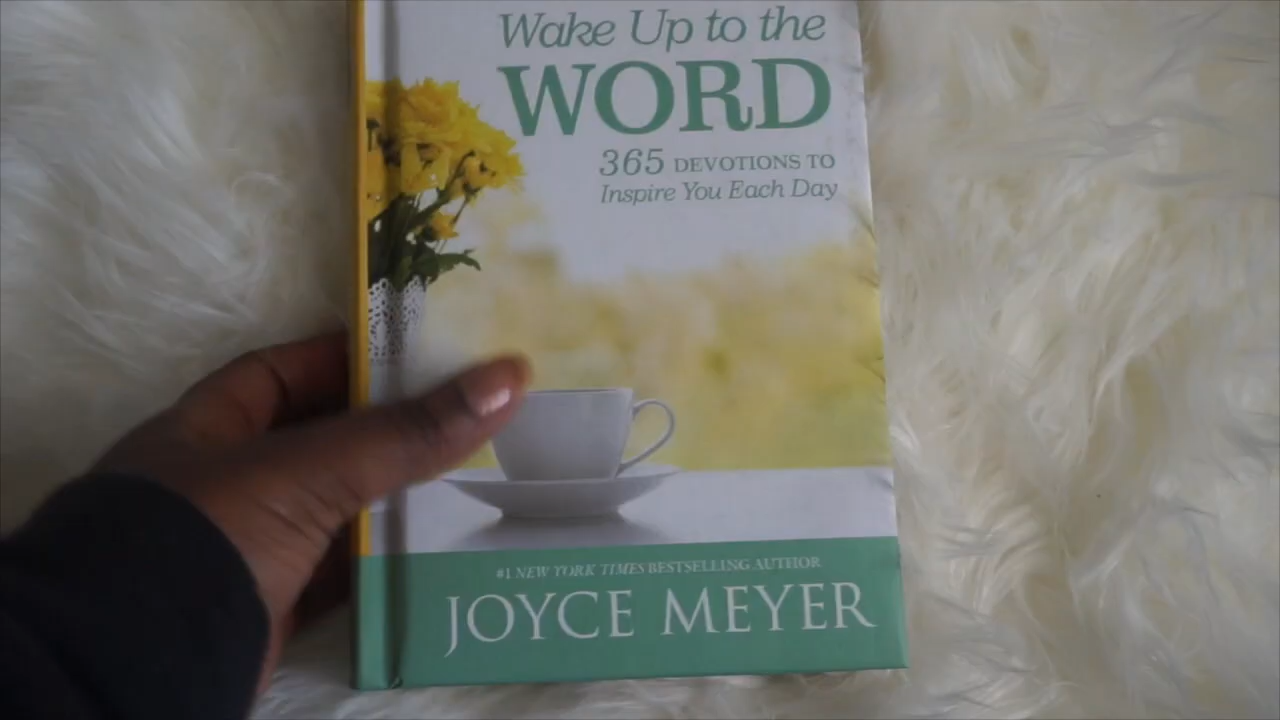 Wake Up to the
WORD
365 DEVOTIONS TO
Inspire You Each Day
#1 NEW YORK TIMES BESTSELLING AUTHOR
JOYCE MEYER